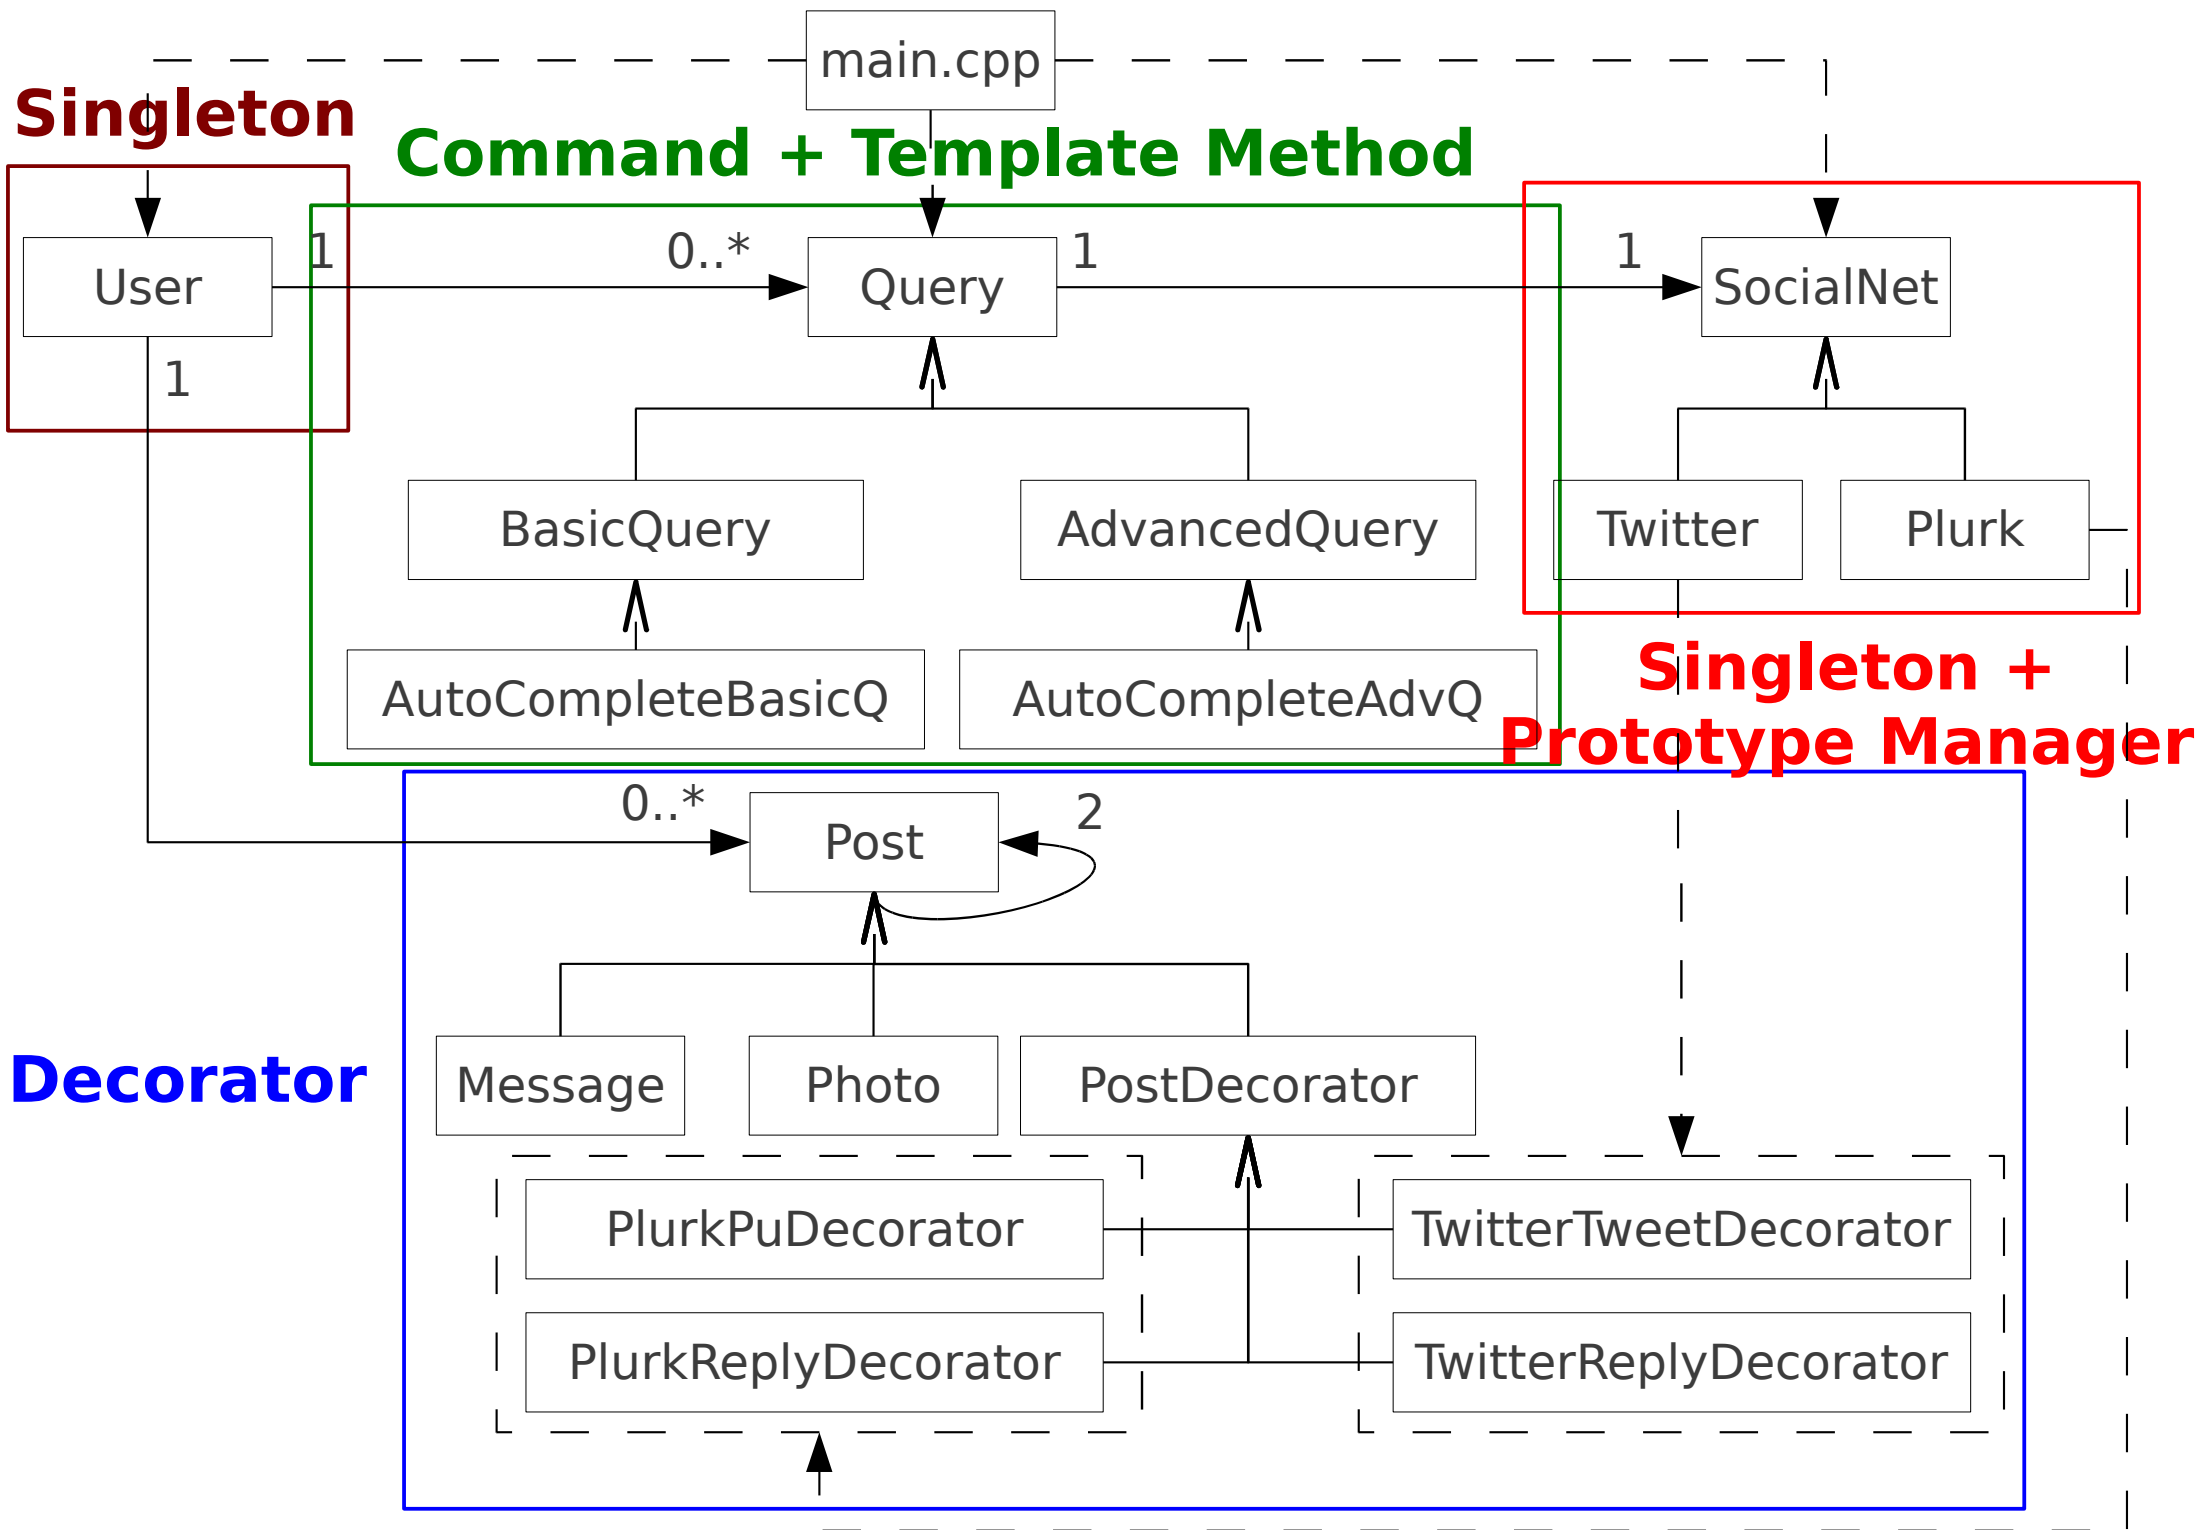 main.cpp
Singleton
Command + Template Method
1
0..*
1
1
User
Query
SocialNet
1
BasicQuery
AdvancedQuery
Twitter
Plurk
AutoCompleteBasicQ
AutoCompleteAdvQ
Singleton +
Prototype Manager
0..*
2
Post
Decorator
Message
Photo
PostDecorator
PlurkPuDecorator
TwitterTweetDecorator
PlurkReplyDecorator
TwitterReplyDecorator